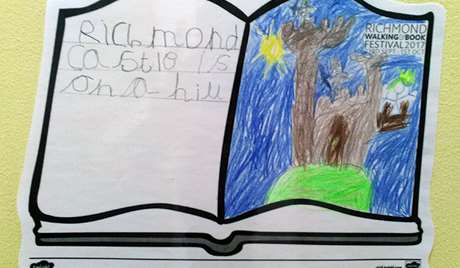 Richmond
castle is
on a hill
RICHMOND
WALKING & BOOK
FESTIVAL 2017